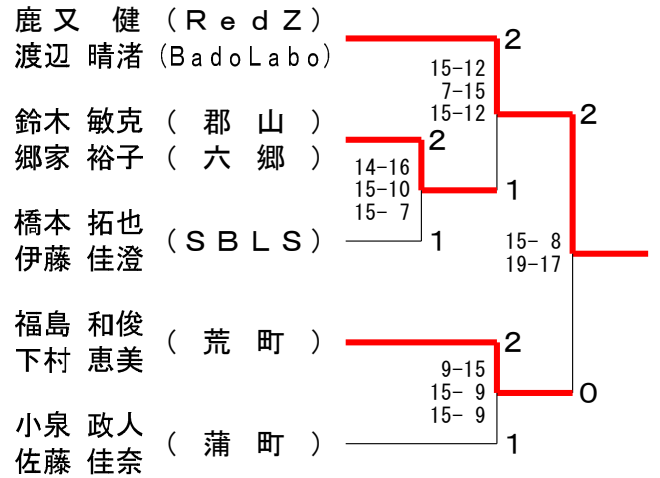 鹿又 健 (RedZ)
渡辺 晴渚 (BadoLabo)
2
15-12
7-15
15-12
2
鈴木 敏克 (郡山)
郷家 裕子 (六郷)
2
14-16
15-10
15- 7
1
橋本 拓也
伊藤 佳澄
(SBLS)
1
15- 8
19-17
福島 和俊
下村 恵美
(荒町)
2
9-15
15- 9
15- 9
0
小泉 政人
佐藤 佳奈
(蒲町)
1